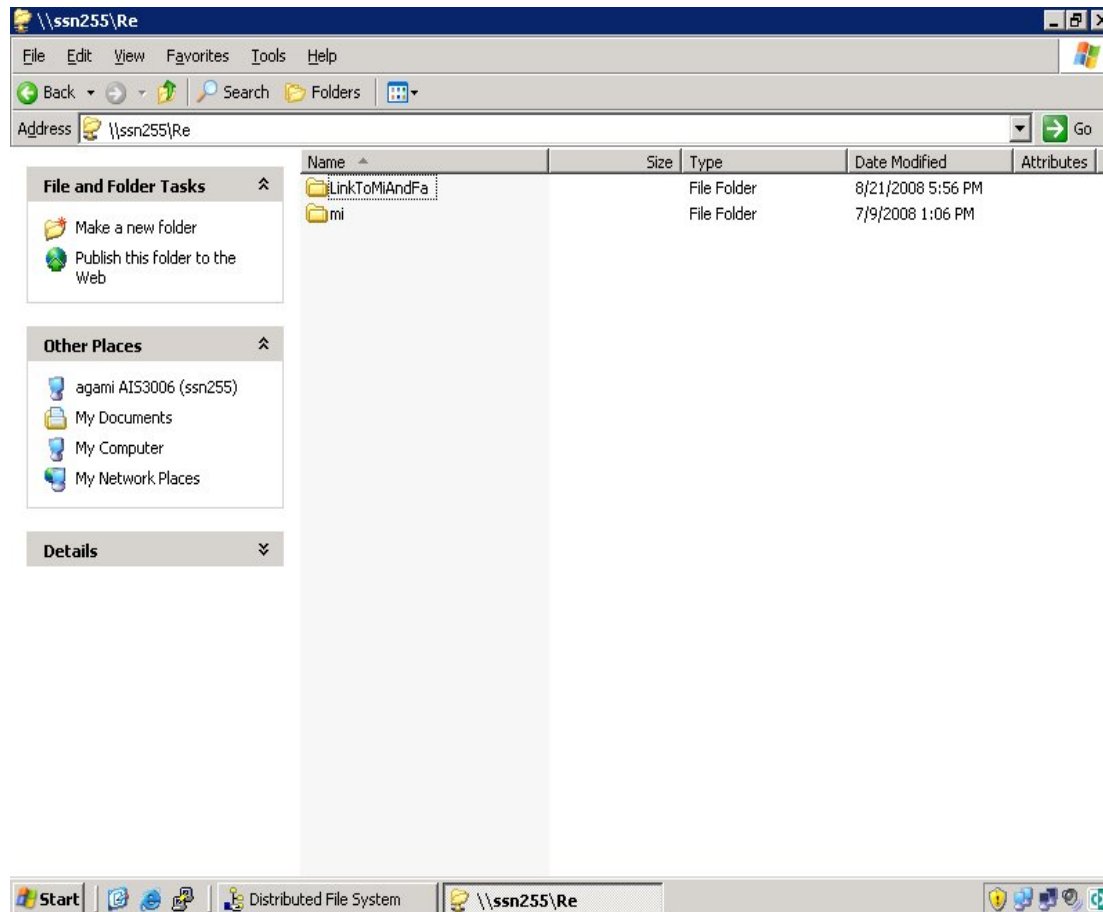 \\ssn255\Re
File Edit View Favorites Tools Help
Back Search Folders
Address \\ssn255\Re Go
File and Folder Tasks
Make a new folder
Publish this folder to the
Web
Other Places
agami AIS3006 (ssn255)
My Documents
My Computer
My Network Places
Details
Name Size Type Date Modified Attributes
LinkToMiAndFa File Folder 8/21/2008 5:56 PM
mi File Folder 7/9/2008 1:06 PM
Start Distributed File System \\ssn255\Re